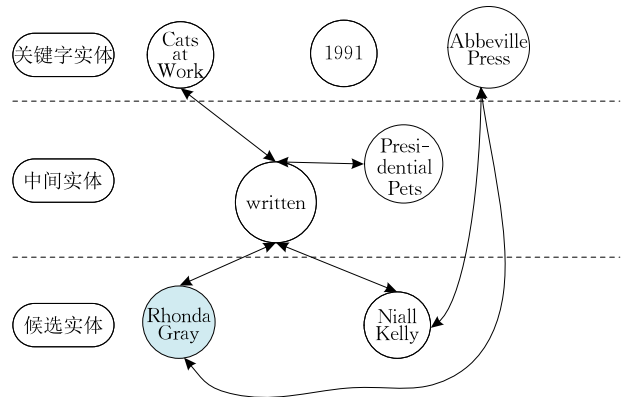 关键字实体
Cats
at
Work
1991
Abbeville
Press
中间实体
written
Presi-
dential
Pets
候选实体
Rhonda
Gray
Niall
Kelly